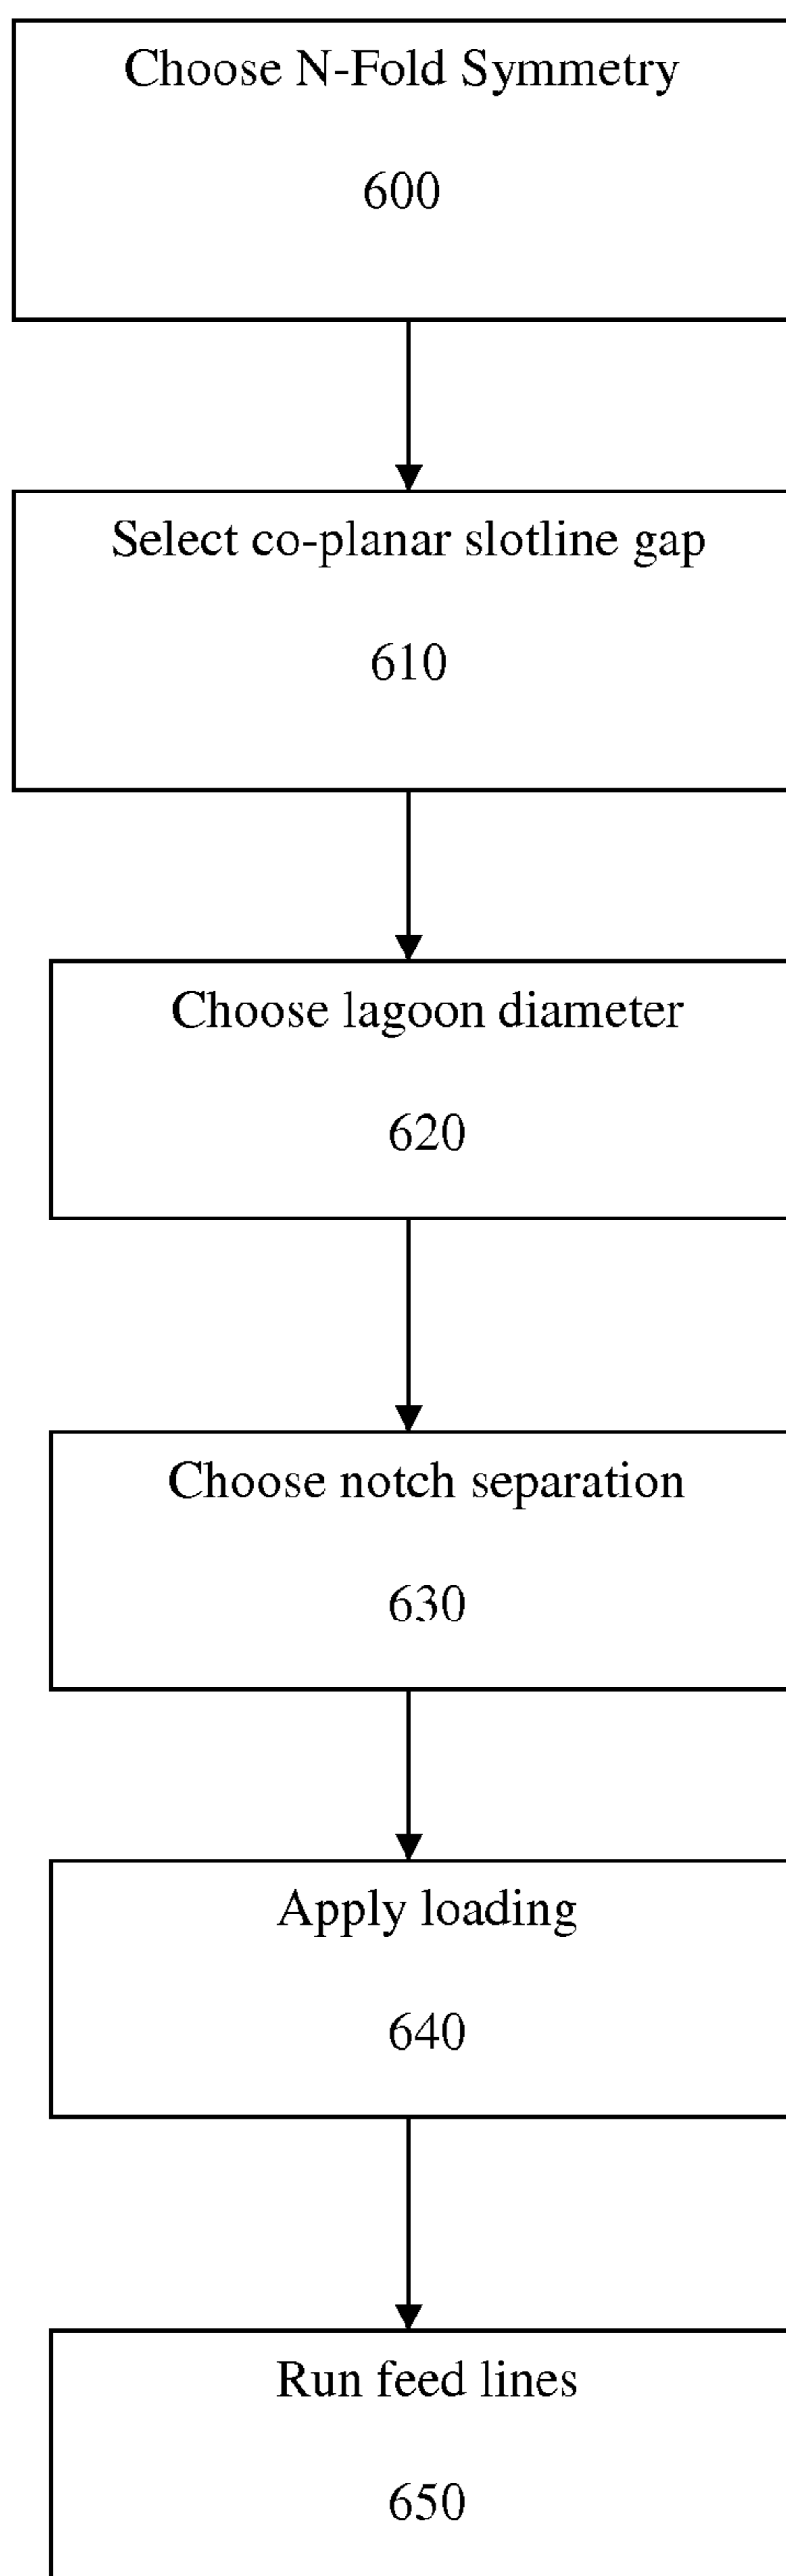 Choose N-Fold Symmetry
600
Select co-planar slotline gap
610
Choose lagoon diameter
620
Choose notch separation
630
Apply loading
640
Run feed lines
650